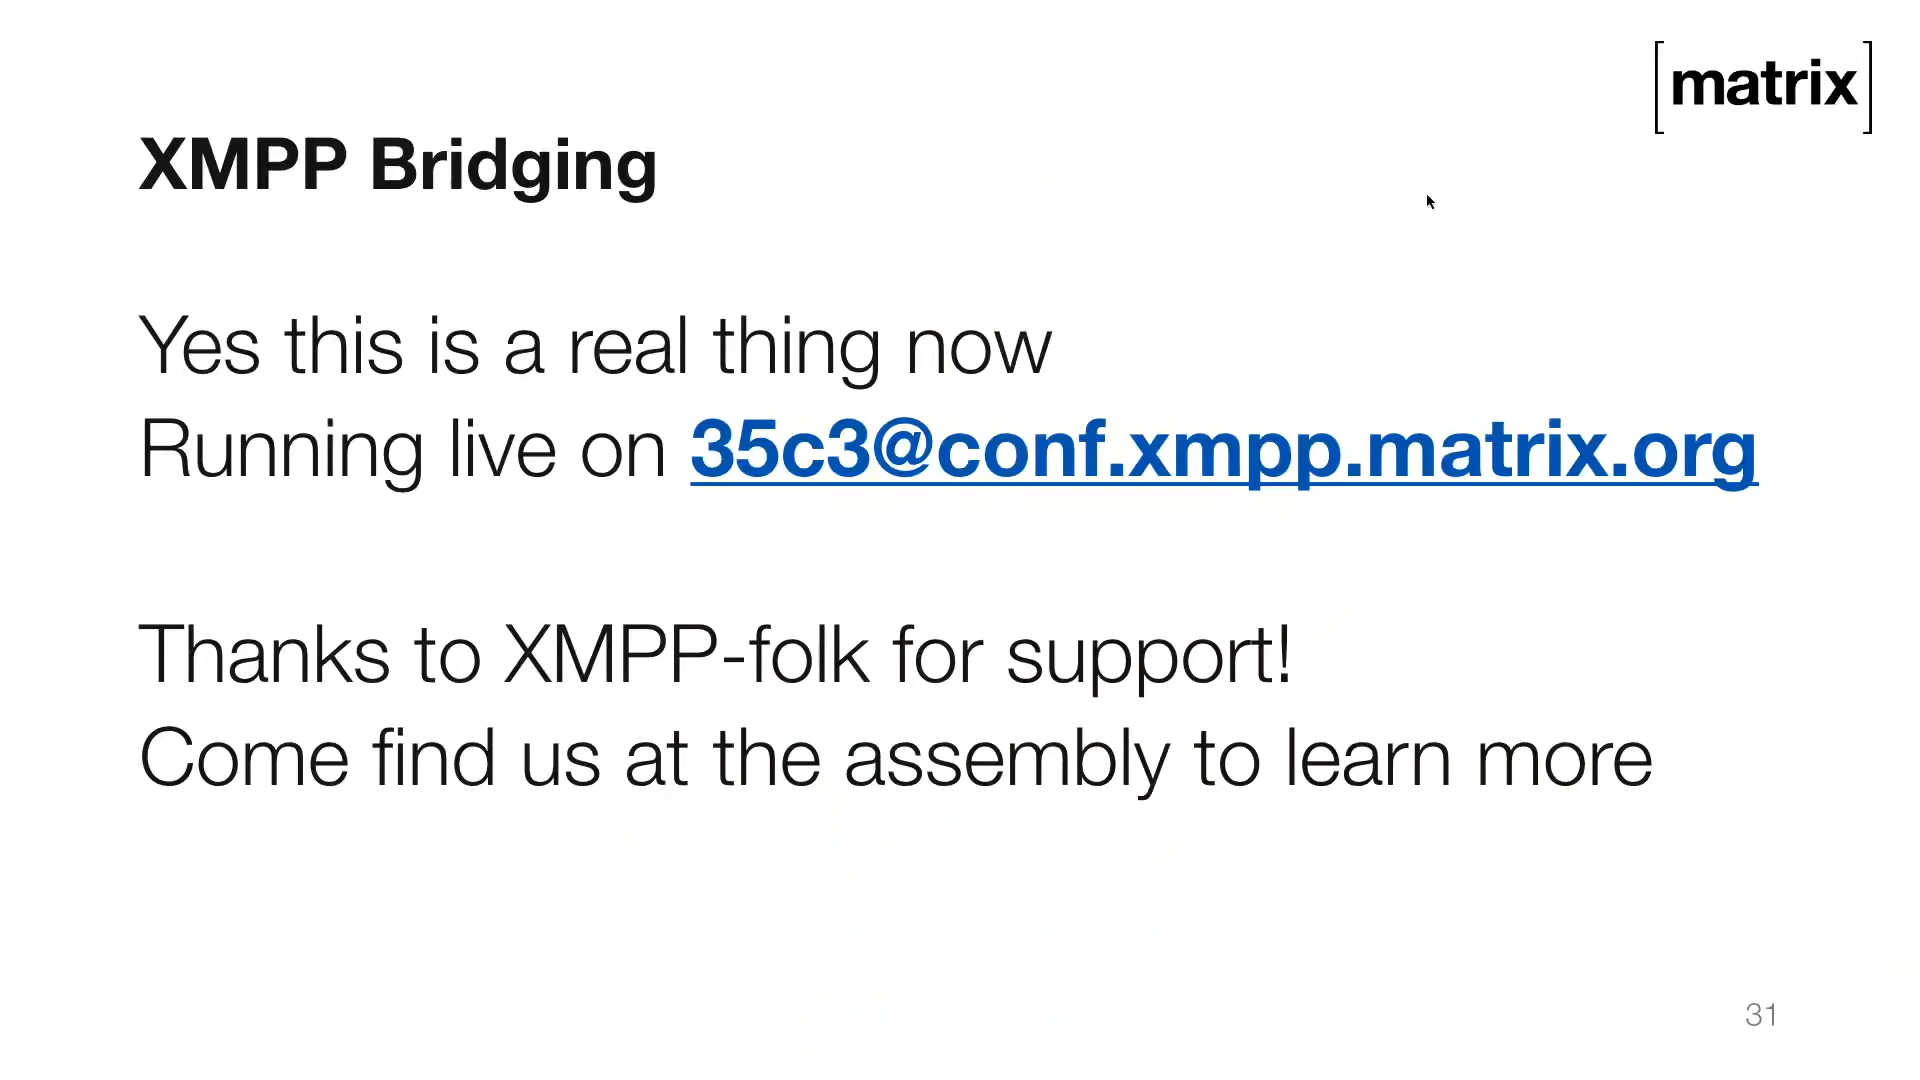 [matrix]
XMPP Bridging
Yes this is a real thing now
Running live on 35c3@conf.xmpp.matrix.org
Thanks to XMPP-folk for support!
Come find us at the assembly to learn more
31